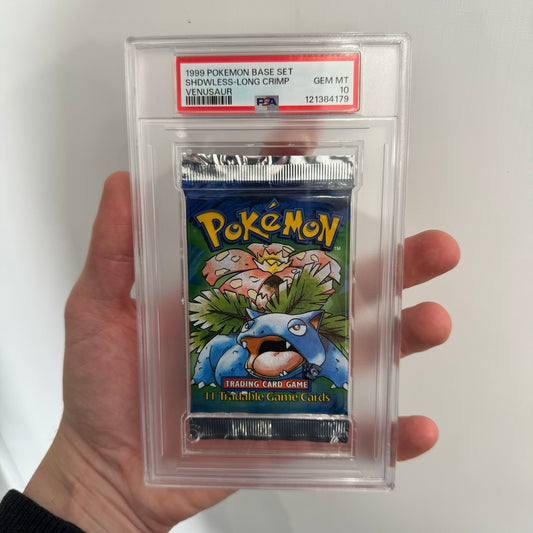 1999 POKEMON BASE SET
SHDWLESS-LONG CRIMP
VENUSAUR
GEM MT
10
PSA
121384179
POKéMON
TM
TRADING CARD GAME
11 Tradable Game Cards